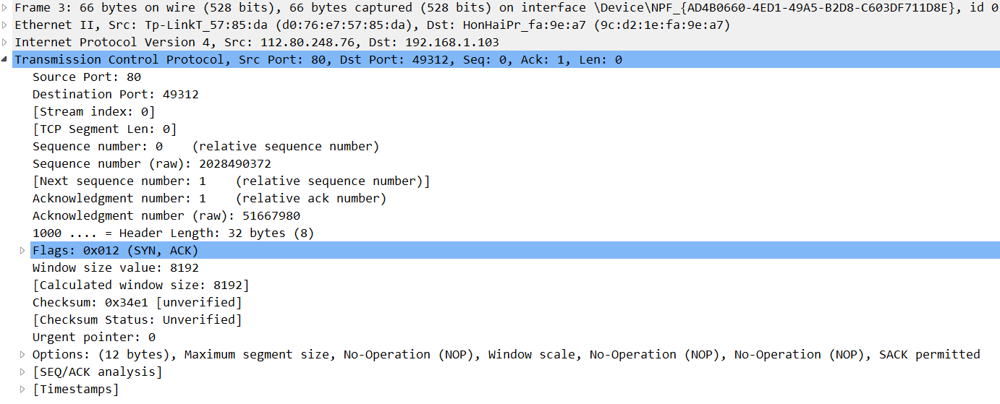 Frame 3: 66 bytes on wire (528 bits), 66 bytes captured (528 bits) on interface \Device\NPF_{AD4B0660-4ED1-49A5-B2D8-C603DF711D8E}, id 0
Ethernet II, Src: Tp-LinkT_57:85:da (d0:76:e7:57:85:da), Dst: HonHaiPr_fa:9e:a7 (9c:d2:1e:fa:9e:a7)
Internet Protocol Version 4, Src: 112.80.248.76, Dst: 192.168.1.103
Transmission Control Protocol, Src Port: 80, Dst Port: 49312, Seq: 0, Ack: 1, Len: 0
Source Port: 80
Destination Port: 49312
[Stream index: 0]
[TCP Segment Len: 0]
Sequence number: 0    (relative sequence number)
Sequence number (raw): 2028490372
[Next sequence number: 1    (relative sequence number)]
Acknowledgment number: 1    (relative ack number)
Acknowledgment number (raw): 51667980
1000 .... = Header Length: 32 bytes (8)
Flags: 0x012 (SYN, ACK)
Window size value: 8192
[Calculated window size: 8192]
Checksum: 0x34e1 [unverified]
[Checksum Status: Unverified]
Urgent pointer: 0
Options: (12 bytes), Maximum segment size, No-Operation (NOP), Window scale, No-Operation (NOP), No-Operation (NOP), SACK permitted
[SEQ/ACK analysis]
[Timestamps]